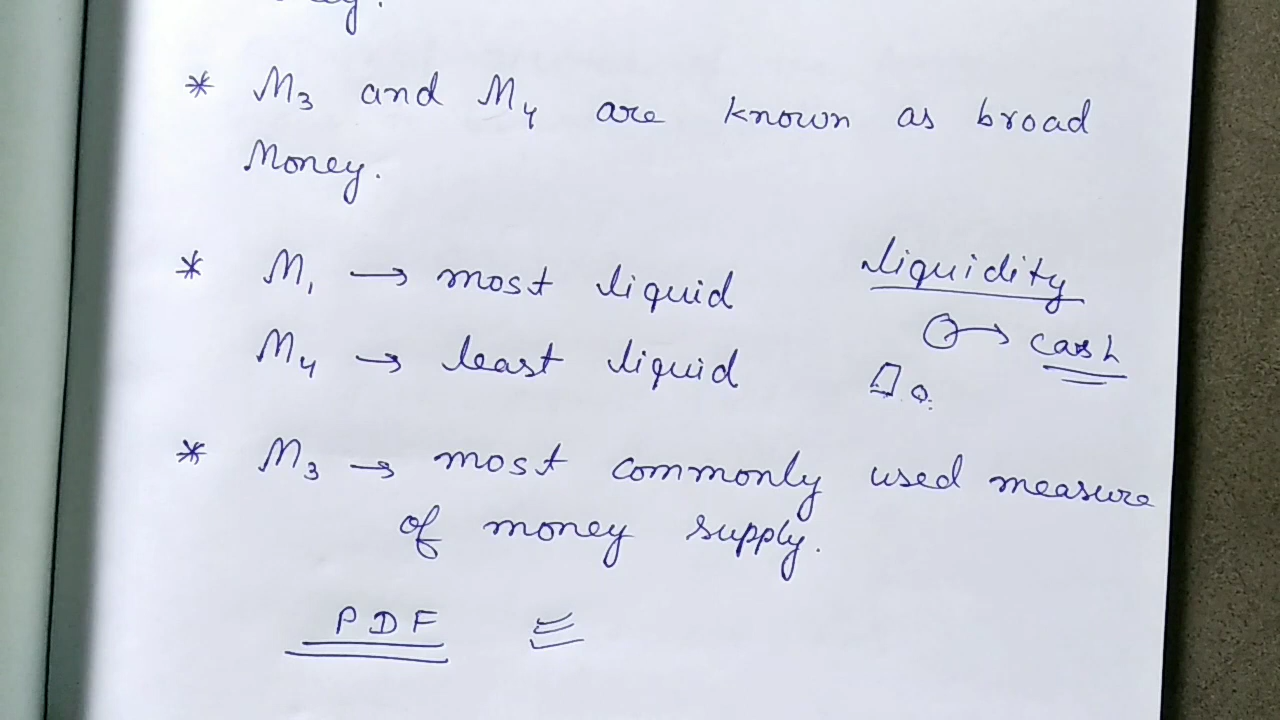 * M₃ and M₄ are known as broad
Money.
* M₁ → most liquid
M₄ → least liquid
liquidity
→ cash
* M₃ → most commonly used measure
of money supply.
PDF